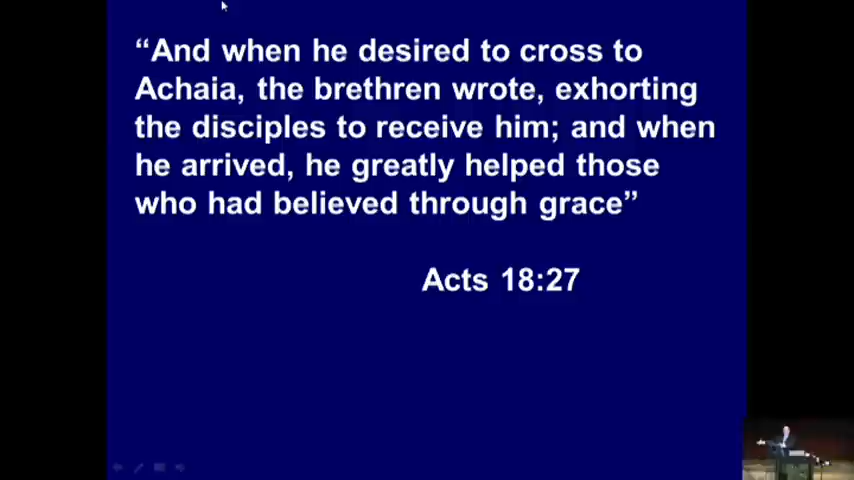 “And when he desired to cross to
Achaia, the brethren wrote, exhorting
the disciples to receive him; and when
he arrived, he greatly helped those
who had believed through grace”
Acts 18:27